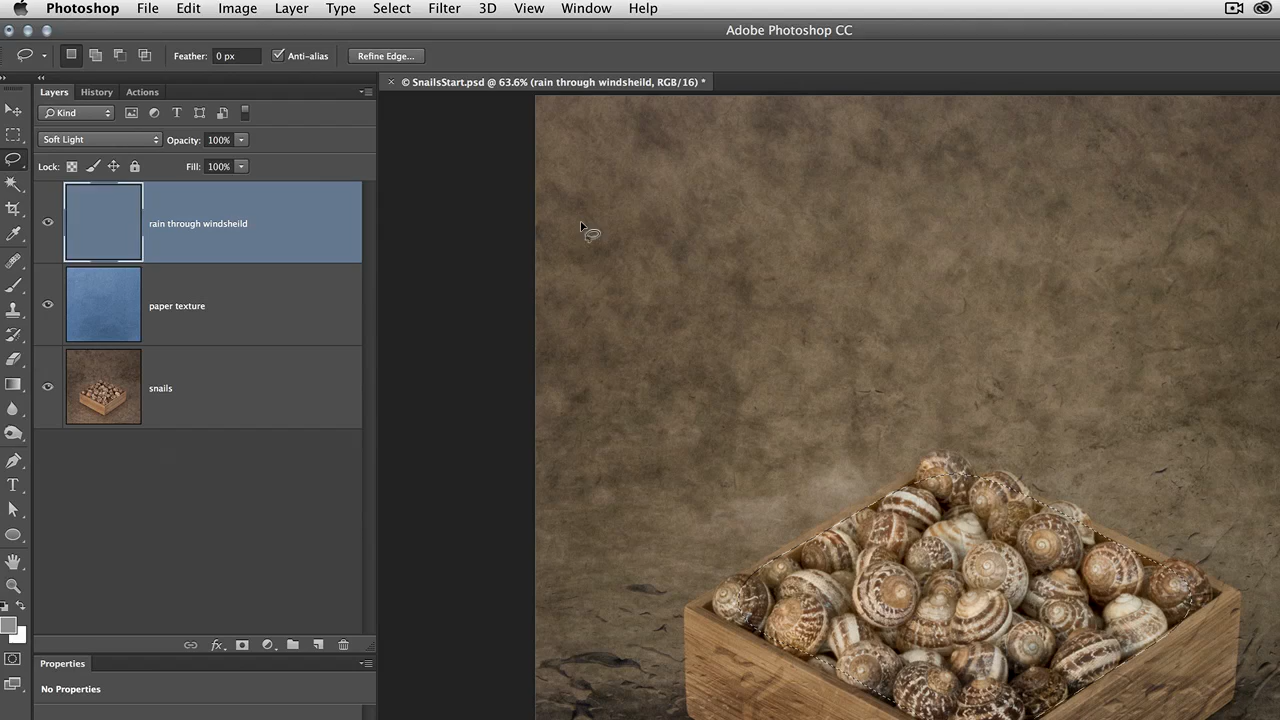 Photoshop File Edit Image Layer Type Select Filter 3D View Window Help
Adobe Photoshop CC
Feather: 0 px Anti-alias Refine Edge...
Layers History Actions
× © SnailsStart.psd @ 63.6% (rain through windsheild, RGB/16) *
Kind
Soft Light Opacity: 100%
Lock: Fill: 100%
rain through windsheild
paper texture
snails
fx
Properties
No Properties